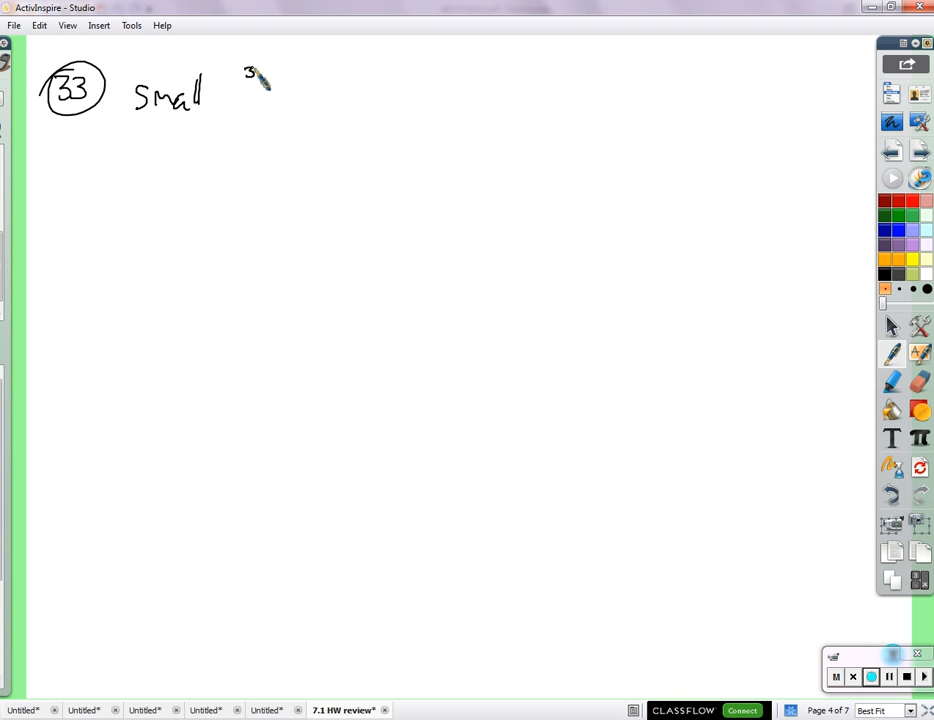 ActivInspire - Studio
File Edit View Insert Tools Help
33 small 3
Untitled* Untitled* Untitled* Untitled* Untitled* 7.1 HW review* CLASSFLOW Connect Page 4 of 7 Best Fit